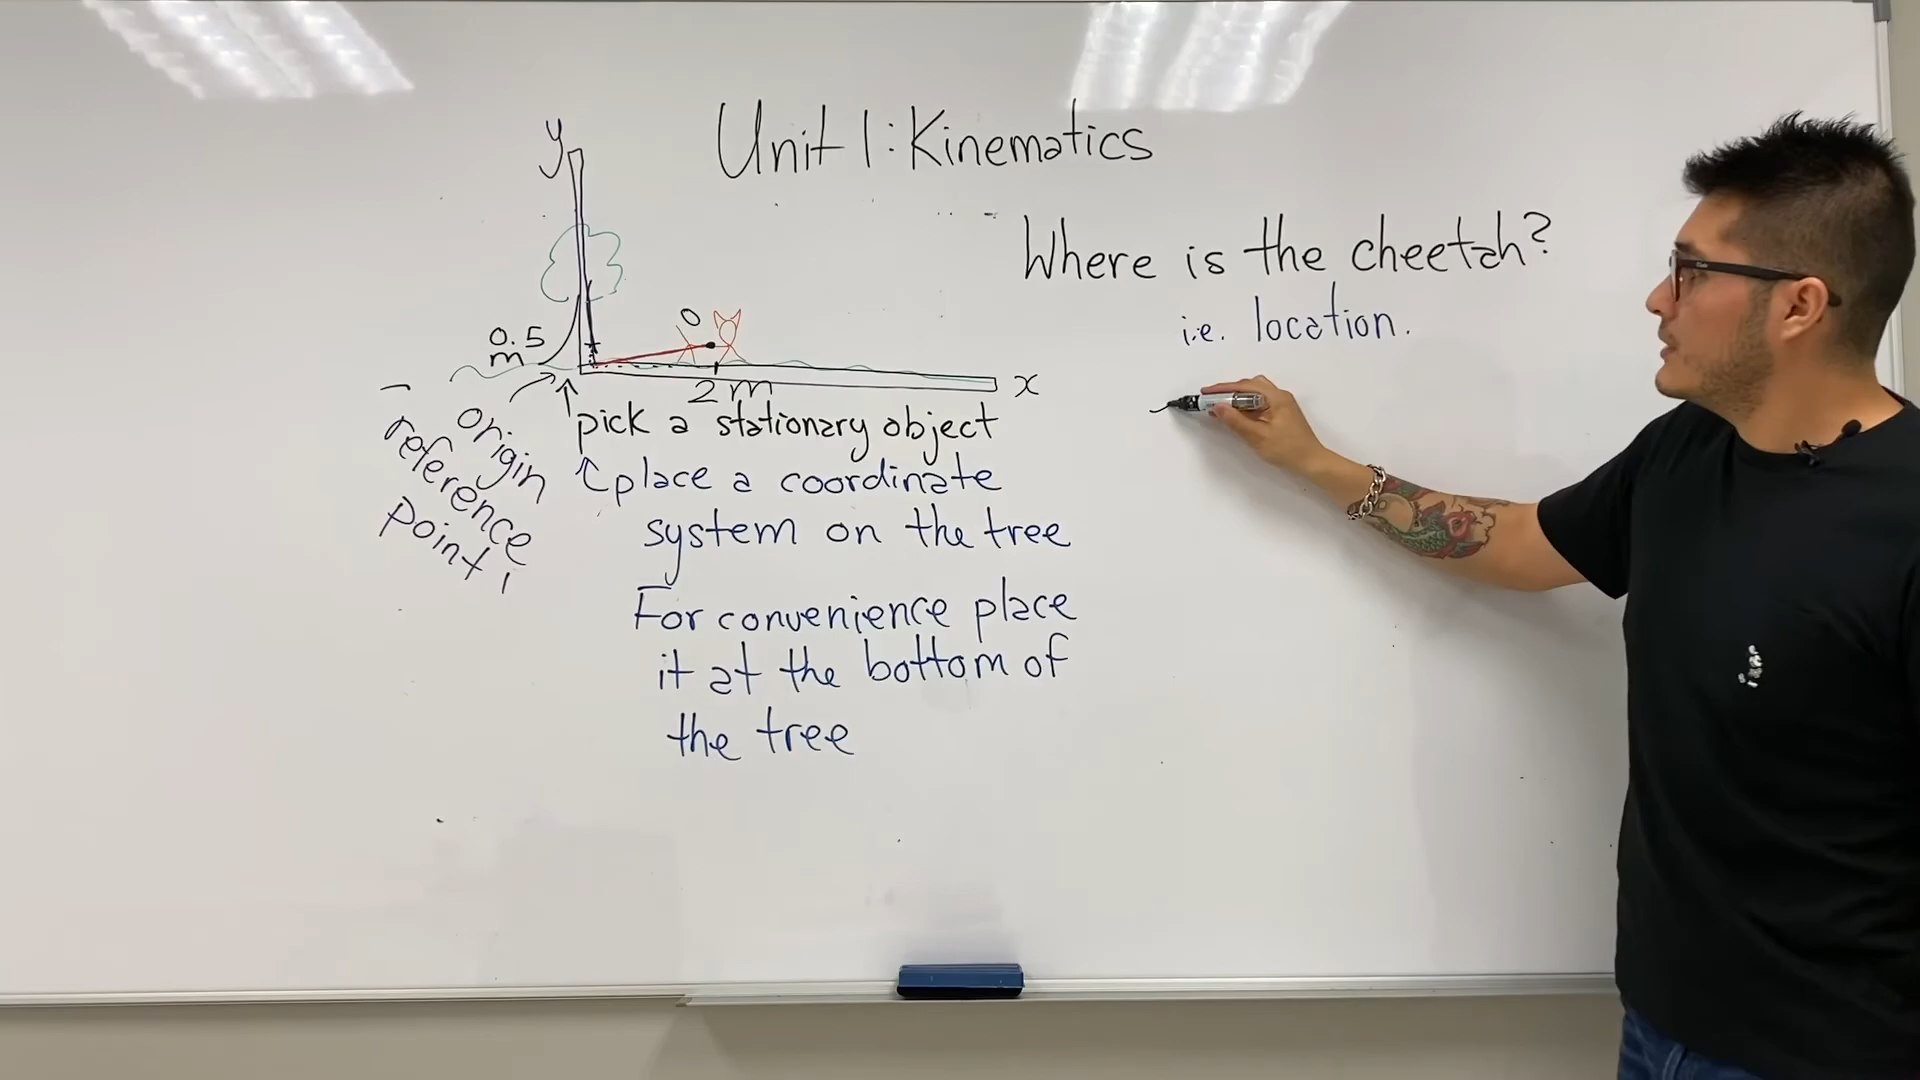 Unit 1: Kinematics
y
Where is the cheetah?
i.e. location.
0.5
m
0
2 m
x
origin
reference
point!
pick a stationary object
place a coordinate
system on the tree
For convenience place
it at the bottom of
the tree